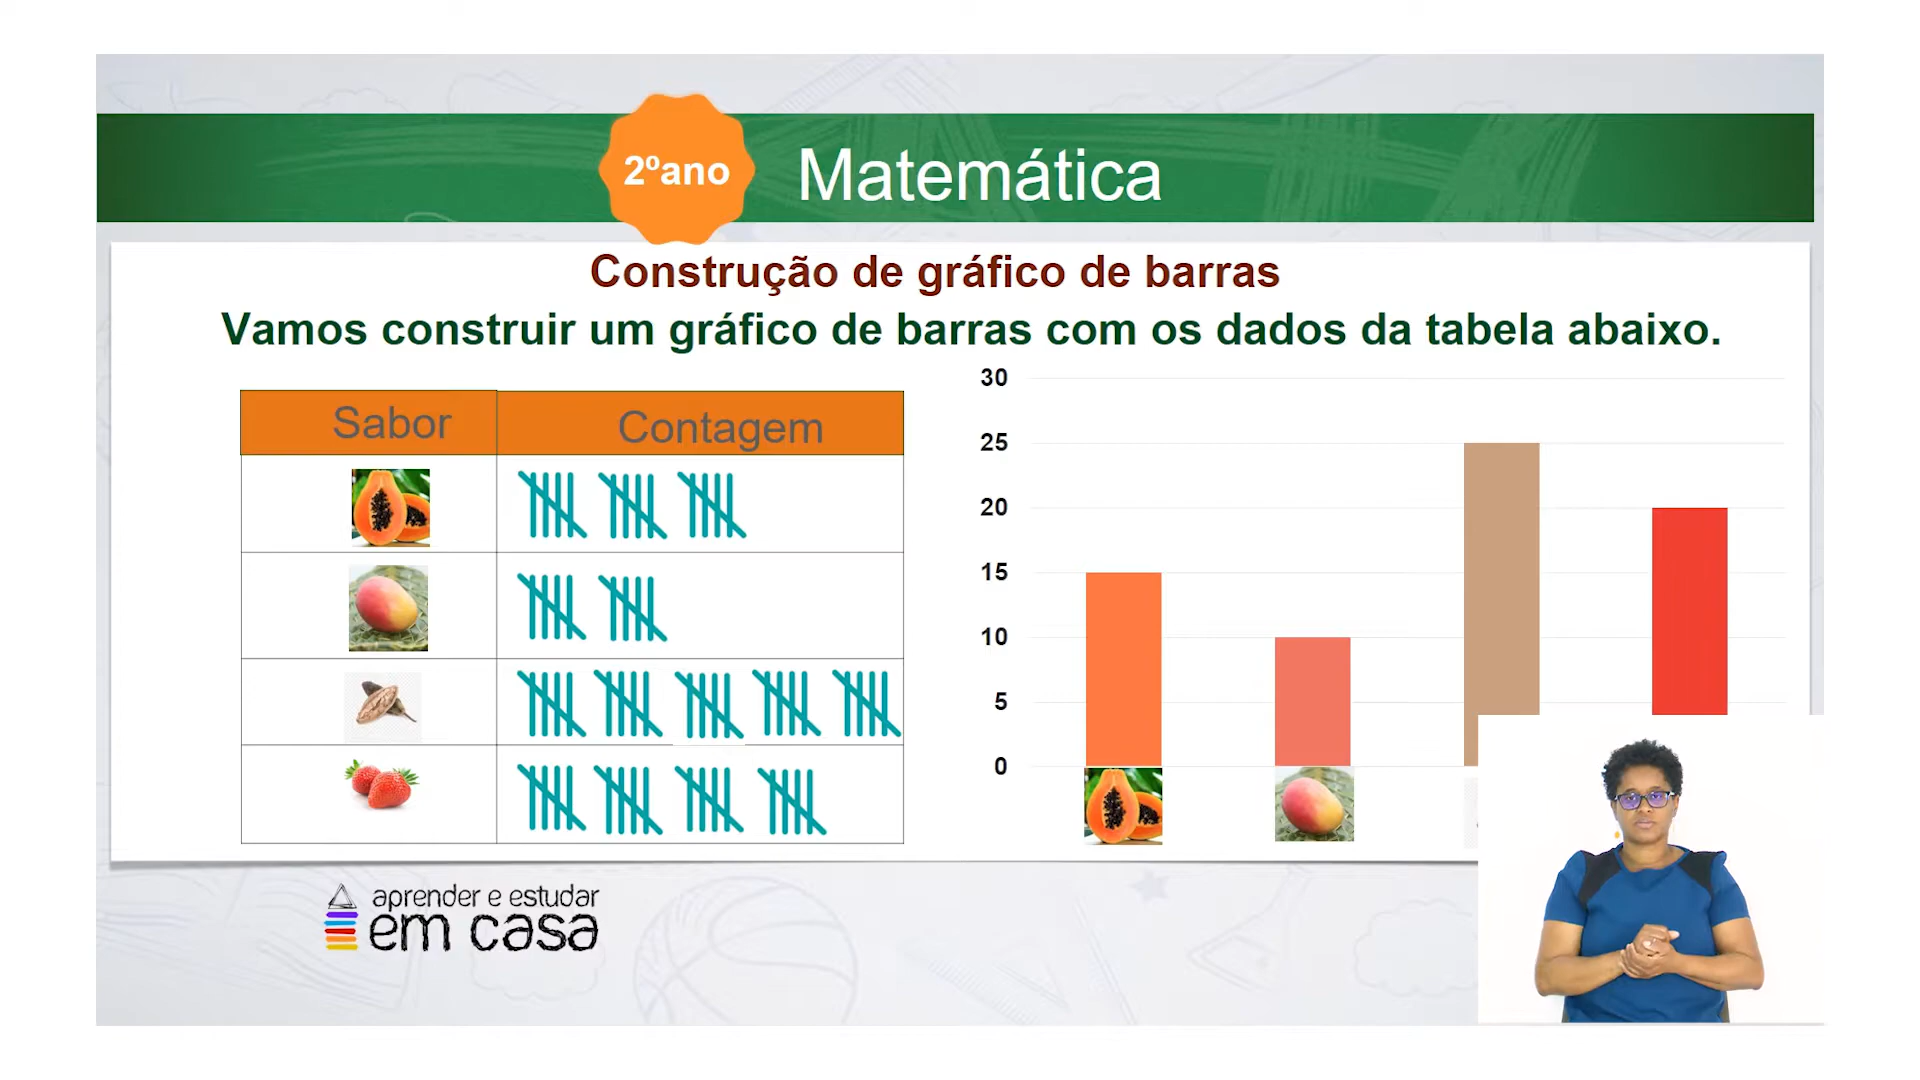 2ºano
Matemática
Construção de gráfico de barras
Vamos construir um gráfico de barras com os dados da tabela abaixo.
Sabor
Contagem
30
25
20
15
10
5
0
aprender e estudar
em casa